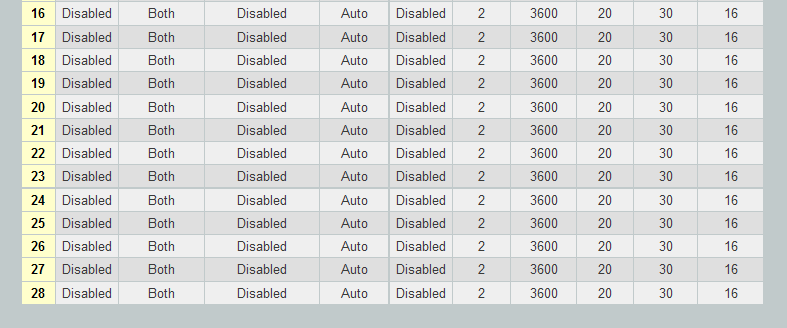 16 Disabled Both Disabled Auto Disabled 2 3600 20 30 16
17 Disabled Both Disabled Auto Disabled 2 3600 20 30 16
18 Disabled Both Disabled Auto Disabled 2 3600 20 30 16
19 Disabled Both Disabled Auto Disabled 2 3600 20 30 16
20 Disabled Both Disabled Auto Disabled 2 3600 20 30 16
21 Disabled Both Disabled Auto Disabled 2 3600 20 30 16
22 Disabled Both Disabled Auto Disabled 2 3600 20 30 16
23 Disabled Both Disabled Auto Disabled 2 3600 20 30 16
24 Disabled Both Disabled Auto Disabled 2 3600 20 30 16
25 Disabled Both Disabled Auto Disabled 2 3600 20 30 16
26 Disabled Both Disabled Auto Disabled 2 3600 20 30 16
27 Disabled Both Disabled Auto Disabled 2 3600 20 30 16
28 Disabled Both Disabled Auto Disabled 2 3600 20 30 16